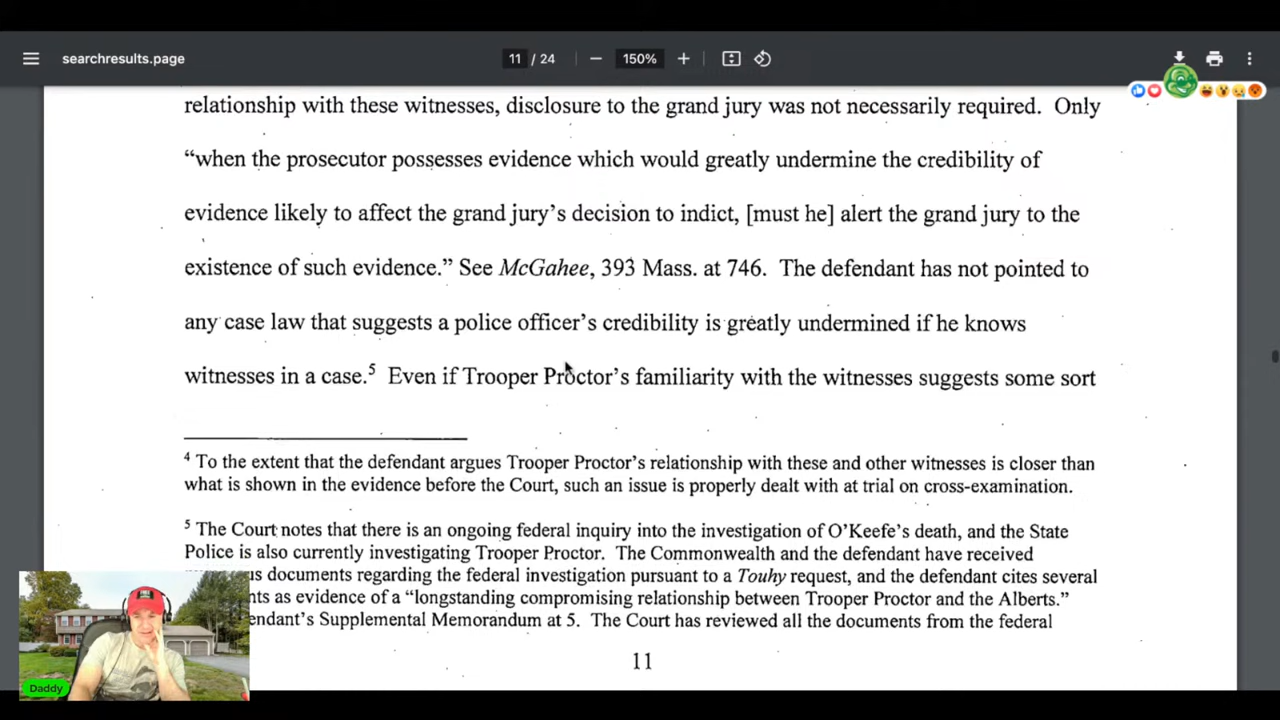 searchresults.page
11 / 24
150%
relationship with these witnesses, disclosure to the grand jury was not necessarily required. Only
“when the prosecutor possesses evidence which would greatly undermine the credibility of
evidence likely to affect the grand jury’s decision to indict, [must he] alert the grand jury to the
existence of such evidence.” See McGahee, 393 Mass. at 746. The defendant has not pointed to
any case law that suggests a police officer’s credibility is greatly undermined if he knows
witnesses in a case.5 Even if Trooper Proctor’s familiarity with the witnesses suggests some sort
4 To the extent that the defendant argues Trooper Proctor’s relationship with these and other witnesses is closer than
what is shown in the evidence before the Court, such an issue is properly dealt with at trial on cross-examination.
5 The Court notes that there is an ongoing federal inquiry into the investigation of O’Keefe’s death, and the State
Police is also currently investigating Trooper Proctor. The Commonwealth and the defendant have received
us documents regarding the federal investigation pursuant to a Touhy request, and the defendant cites several
nts as evidence of a “longstanding compromising relationship between Trooper Proctor and the Alberts.”
endant’s Supplemental Memorandum at 5. The Court has reviewed all the documents from the federal
11
Daddy